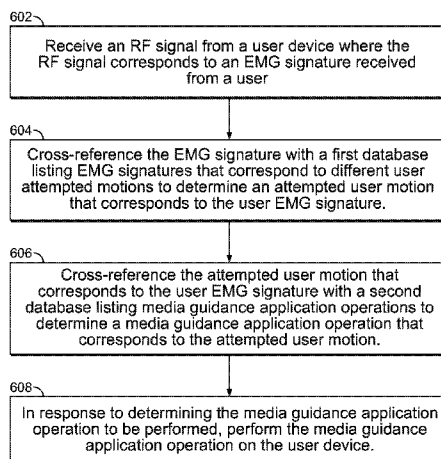 602
Receive an RF signal from a user device where the
RF signal corresponds to an EMG signature received
from a user
604
Cross-reference the EMG signature with a first database
listing EMG signatures that correspond to different user
attempted motions to determine an attempted user motion
that corresponds to the user EMG signature.
606
Cross-reference the attempted user motion that
corresponds to the user EMG signature with a second
database listing media guidance application operations to
determine a media guidance application operation that
corresponds to the attempted user motion.
608
In response to determining the media guidance application
operation to be performed, perform the media guidance
application operation on the user device.